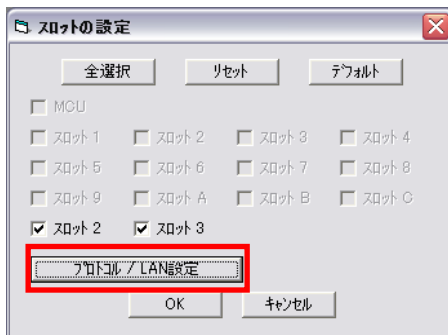 スロットの設定
全選択 リセット デフォルト
MCU
スロット 1 スロット 2 スロット 3 スロット 4
スロット 5 スロット 6 スロット 7 スロット 8
スロット 9 スロット A スロット B スロット C
スロット 2 スロット 3
プロトコル / LAN設定
OK キャンセル